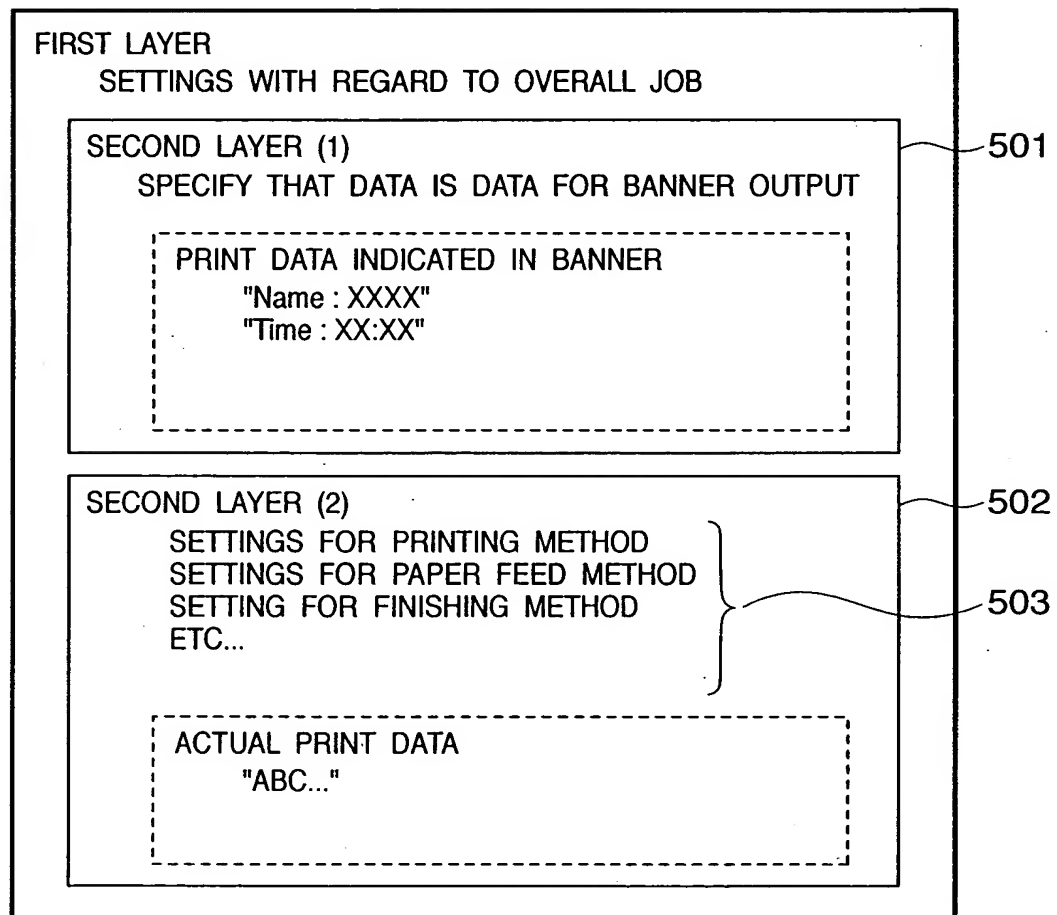 FIRST LAYER
SETTINGS WITH REGARD TO OVERALL JOB
SECOND LAYER (1)
501
SPECIFY THAT DATA IS DATA FOR BANNER OUTPUT
PRINT DATA INDICATED IN BANNER
"Name : XXXX"
"Time : XX:XX"
SECOND LAYER (2)
502
SETTINGS FOR PRINTING METHOD
SETTINGS FOR PAPER FEED METHOD
SETTING FOR FINISHING METHOD
503
ETC...
ACTUAL PRINT DATA
"ABC..."